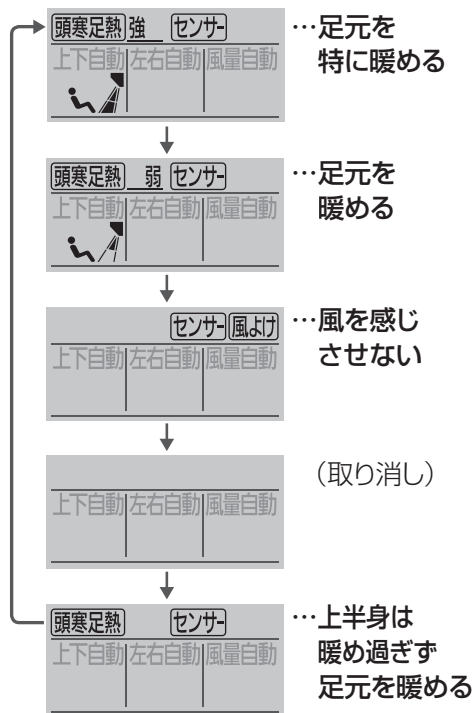 頭寒足熱 強 センサー …足元を
上下自動 左右自動 風量自動 特に暖める
頭寒足熱 弱 センサー …足元を
上下自動 左右自動 風量自動 暖める
センサー 風よけ …風を感じ
上下自動 左右自動 風量自動 させない
（取り消し）
上下自動 左右自動 風量自動
頭寒足熱 センサー …上半身は
上下自動 左右自動 風量自動 暖め過ぎず
足元を暖める